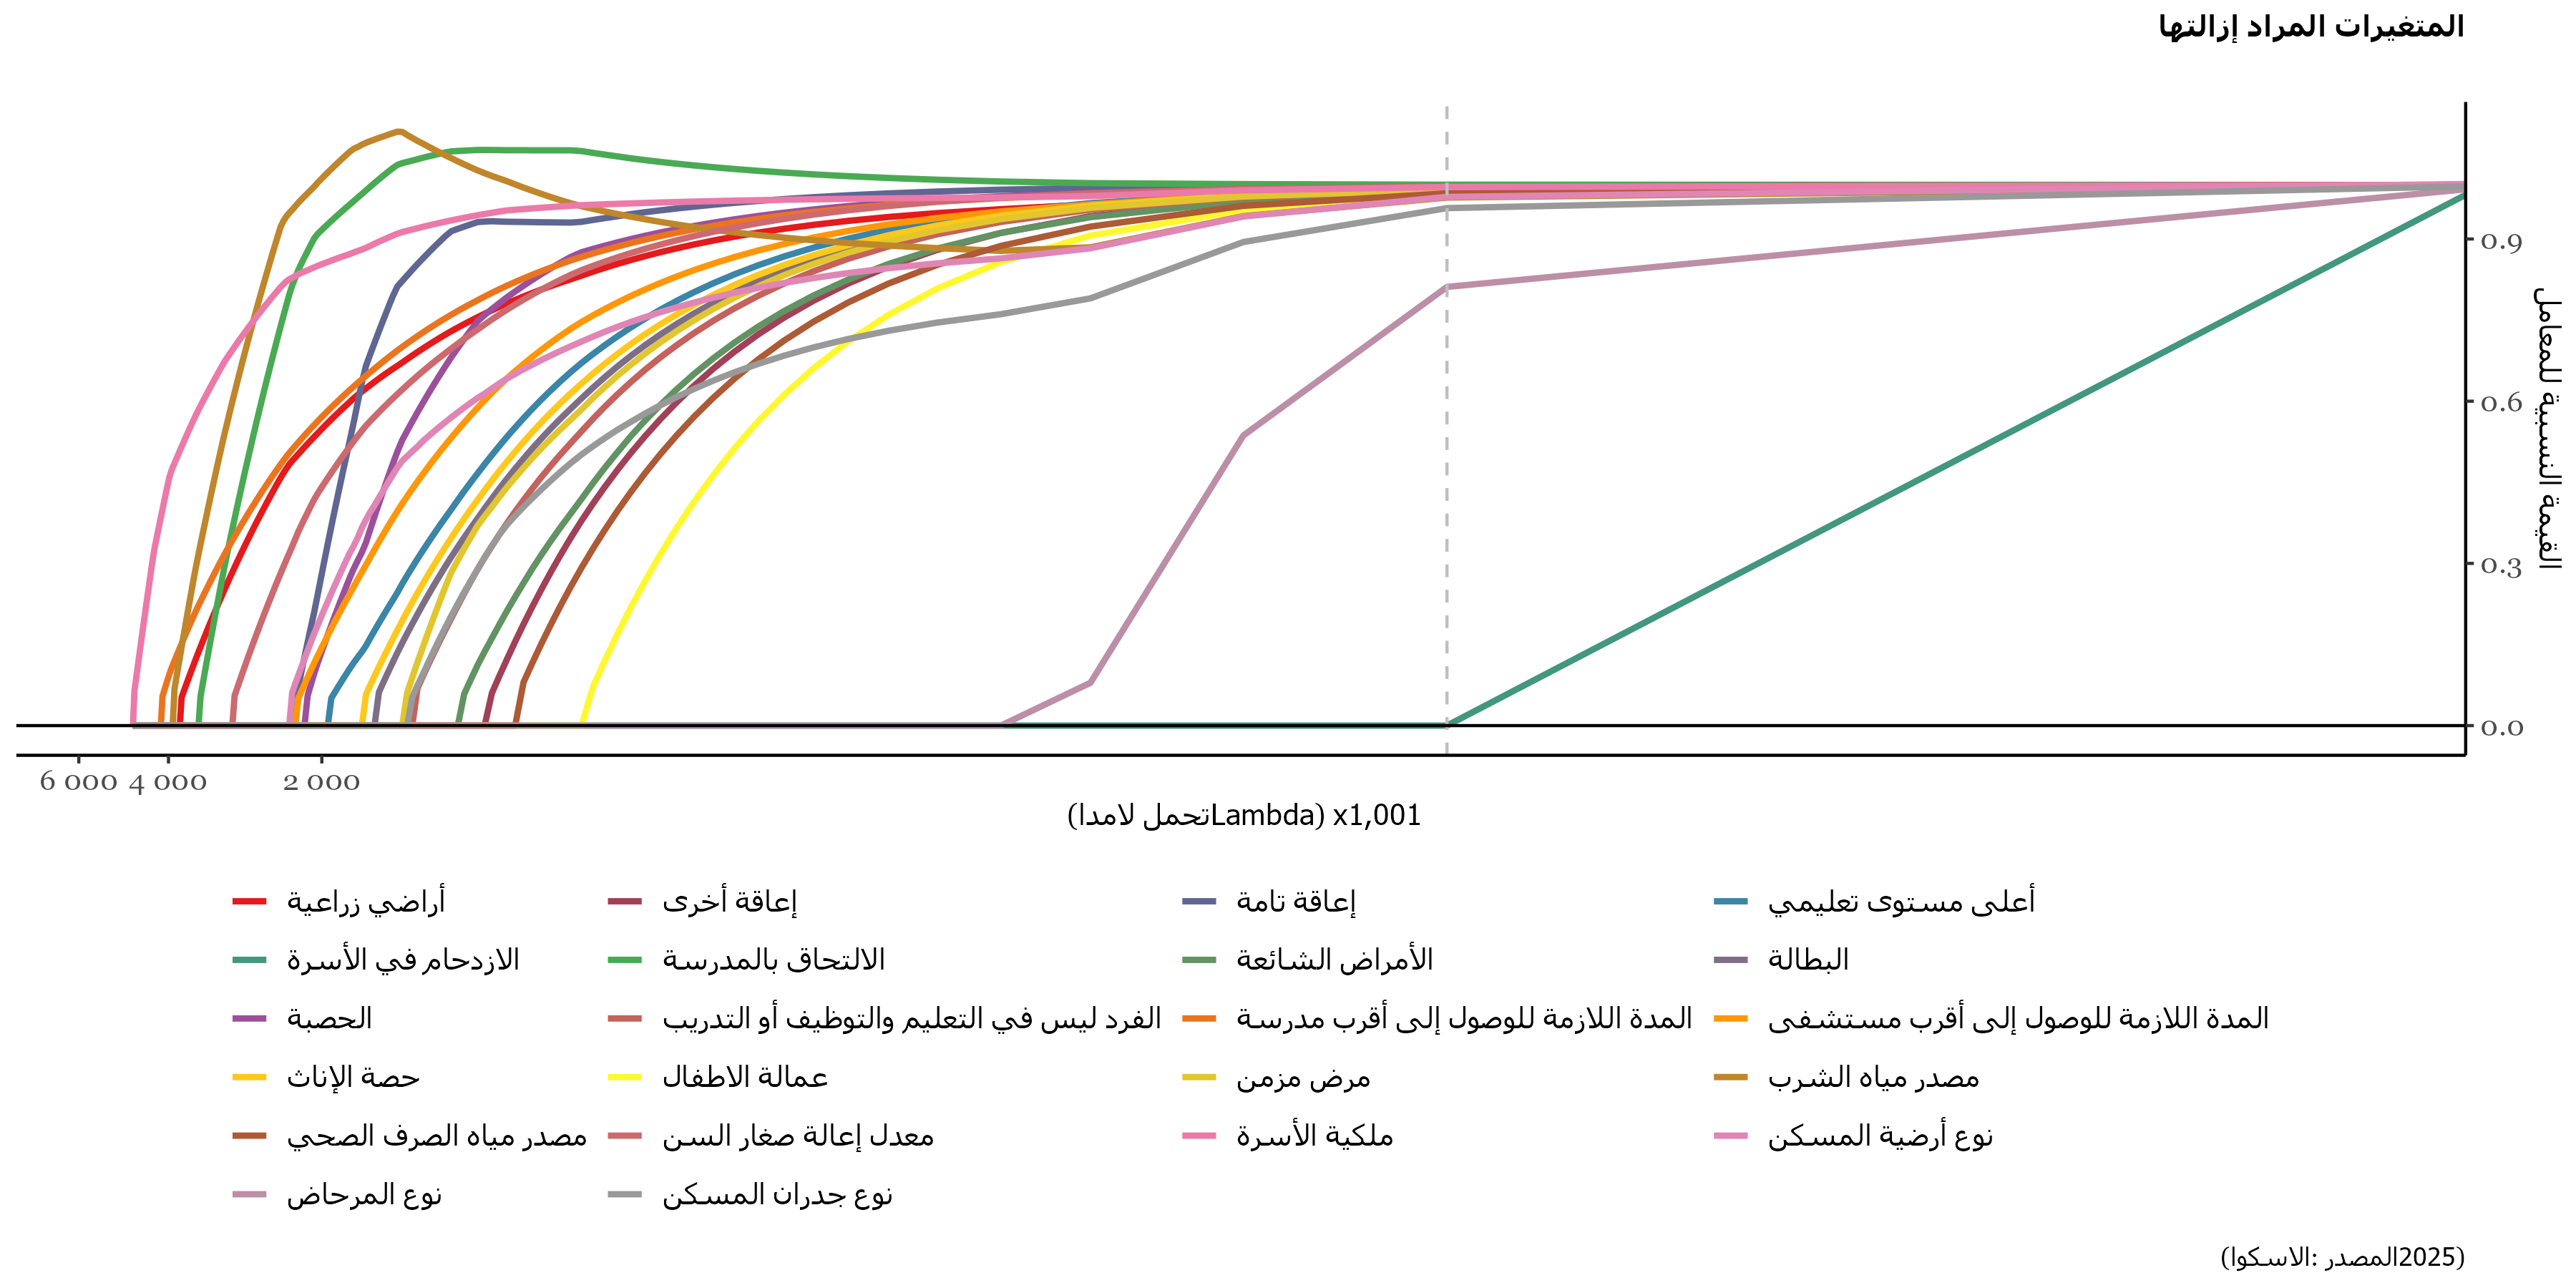 المتغيرات المراد إزالتها
0.9
0.6
0.3
0.0
القيمة النسبية للمعامل
6 000 4 000 2 000
(تحمل لامداLambda) x1,001
أراضي زراعية إعاقة أخرى إعاقة تامة أعلى مستوى تعليمي
الازدحام في الأسرة الالتحاق بالمدرسة الأمراض الشائعة البطالة
الحصبة الفرد ليس في التعليم والتوظيف أو التدريب المدة اللازمة للوصول إلى أقرب مدرسة المدة اللازمة للوصول إلى أقرب مستشفى
حصة الإناث عمالة الاطفال مرض مزمن مصدر مياه الشرب
مصدر مياه الصرف الصحي معدل إعالة صغار السن ملكية الأسرة نوع أرضية المسكن
نوع المرحاض نوع جدران المسكن
(المصدر :الاسكوا2025)